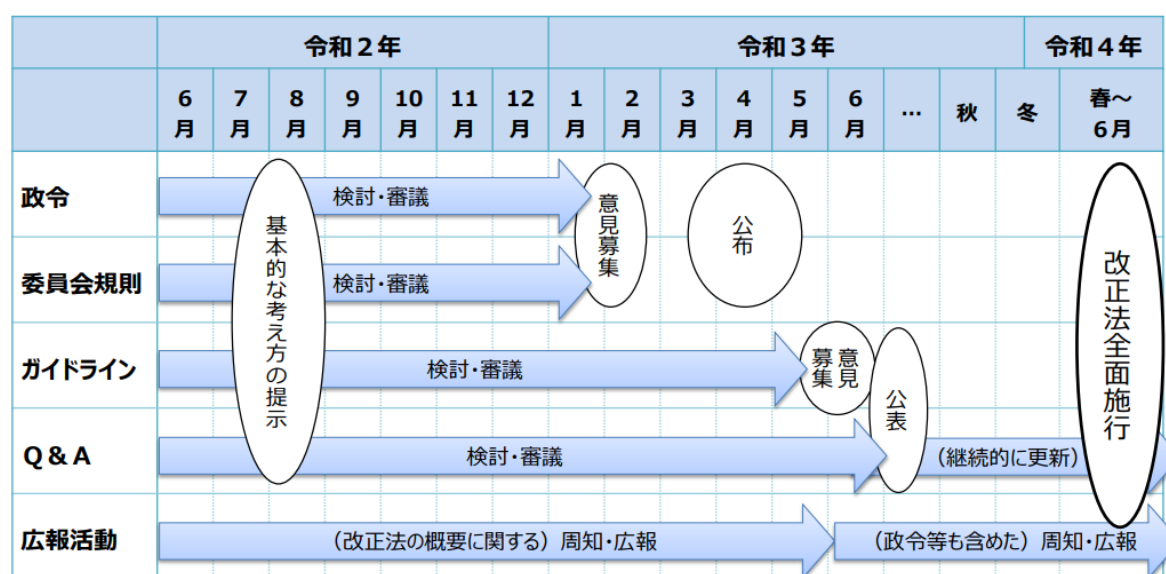 令和２年 令和３年 令和４年
6月 7月 8月 9月 10月 11月 12月 1月 2月 3月 4月 5月 6月 … 秋 冬 春～6月
政令
検討・審議
委員会規則
検討・審議
基本的な考え方の提示
意見募集
公布
ガイドライン
検討・審議
意見募集
公表
Ｑ＆Ａ
検討・審議
（継続的に更新）
改正法全面施行
広報活動
（改正法の概要に関する）周知・広報
（政令等も含めた）周知・広報